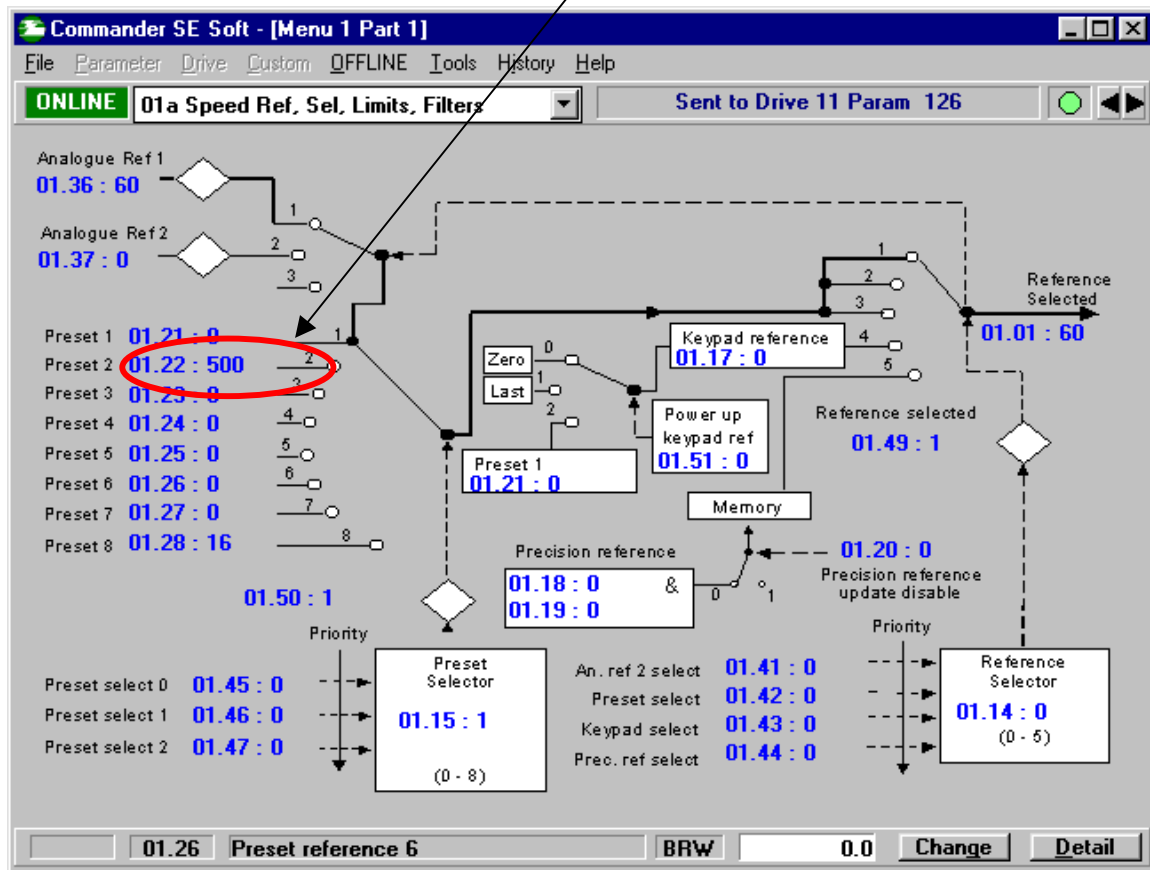 Commander SE Soft - [Menu 1 Part 1]
File Parameter Drive Custom OFFLINE Tools History Help
ONLINE 01a Speed Ref, Sel, Limits, Filters Sent to Drive 11 Param 126
Analogue Ref 1
01.36 : 60
1
Analogue Ref 2
2
01.37 : 0
3
1
2
3
Reference
Selected
01.01 : 60
Preset 1 01.21 : 0 1
Preset 2 01.22 : 500 2
Preset 3 01.23 : 0 3
Preset 4 01.24 : 0 4
Preset 5 01.25 : 0 5
Preset 6 01.26 : 0 6
Preset 7 01.27 : 0 7
Preset 8 01.28 : 16 8
Keypad reference 4
01.17 : 0
5
Zero 0
Last 1
2
Power up
keypad ref
01.51 : 0
Preset 1
01.21 : 0
Reference selected
01.49 : 1
Memory
Precision reference
01.18 : 0 &
01.19 : 0
0 1
01.20 : 0
Precision reference
update disable
01.50 : 1
Priority
Preset select 0 01.45 : 0
Preset select 1 01.46 : 0
Preset select 2 01.47 : 0
Preset
Selector
01.15 : 1
(0 - 8)
An. ref 2 select 01.41 : 0
Preset select 01.42 : 0
Keypad select 01.43 : 0
Prec. ref select 01.44 : 0
Priority
Reference
Selector
01.14 : 0
(0 - 5)
01.26 Preset reference 6 BRW 0.0 Change Detail